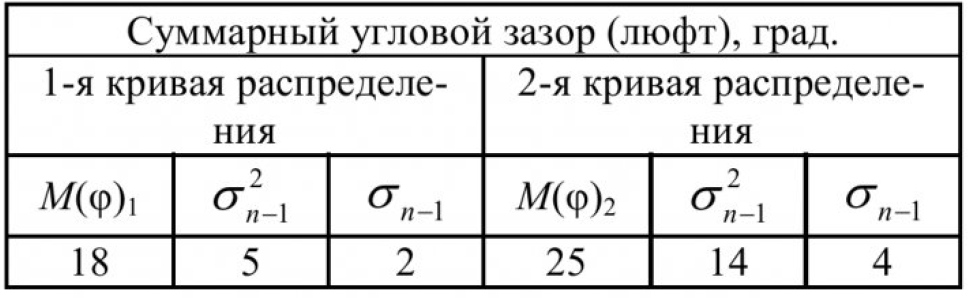 Суммарный угловой зазор (люфт), град.
1-я кривая распределе-
ния
2-я кривая распределе-
ния
M(φ)₁ σ²ₙ₋₁ σₙ₋₁ M(φ)₂ σ²ₙ₋₁ σₙ₋₁
18 5 2 25 14 4